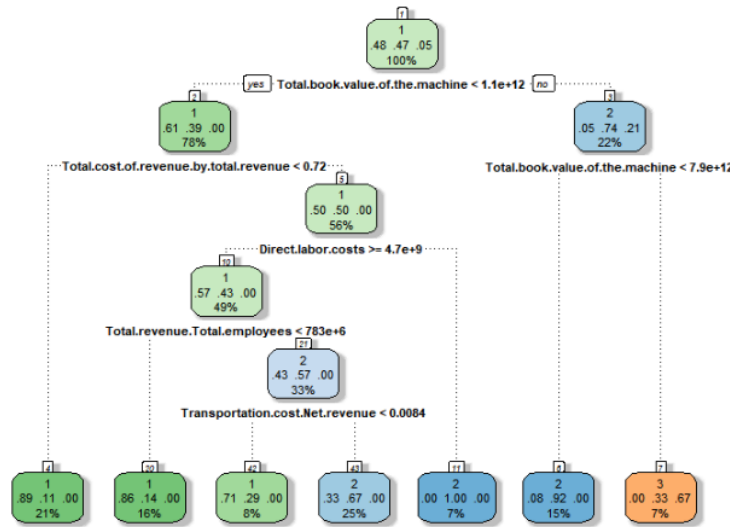 1
1
.48 .47 .05
100%
yes Total.book.value.of.the.machine < 1.1e+12 no
2
1
.61 .39 .00
78%
3
2
.05 .74 .21
22%
Total.cost.of.revenue.by.total.revenue < 0.72
Total.book.value.of.the.machine < 7.9e+12
5
1
.50 .50 .00
56%
Direct.labor.costs >= 4.7e+9
10
1
.57 .43 .00
49%
Total.revenue.Total.employees < 783e+6
21
2
.43 .57 .00
33%
Transportation.cost.Net.revenue < 0.0084
4
1
.89 .11 .00
21%
20
1
.86 .14 .00
16%
42
1
.71 .29 .00
8%
43
2
.33 .67 .00
25%
11
2
.00 1.00 .00
7%
6
2
.08 .92 .00
15%
7
3
.00 .33 .67
7%